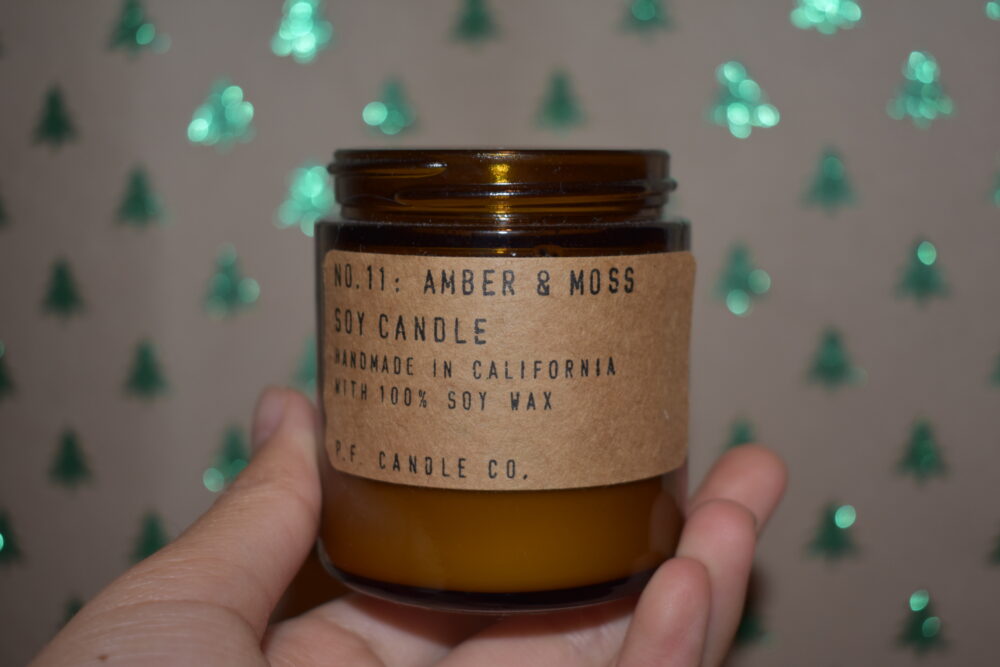 NO.11: AMBER & MOSS
SOY CANDLE
HANDMADE IN CALIFORNIA
WITH 100% SOY WAX
P.F. CANDLE CO.